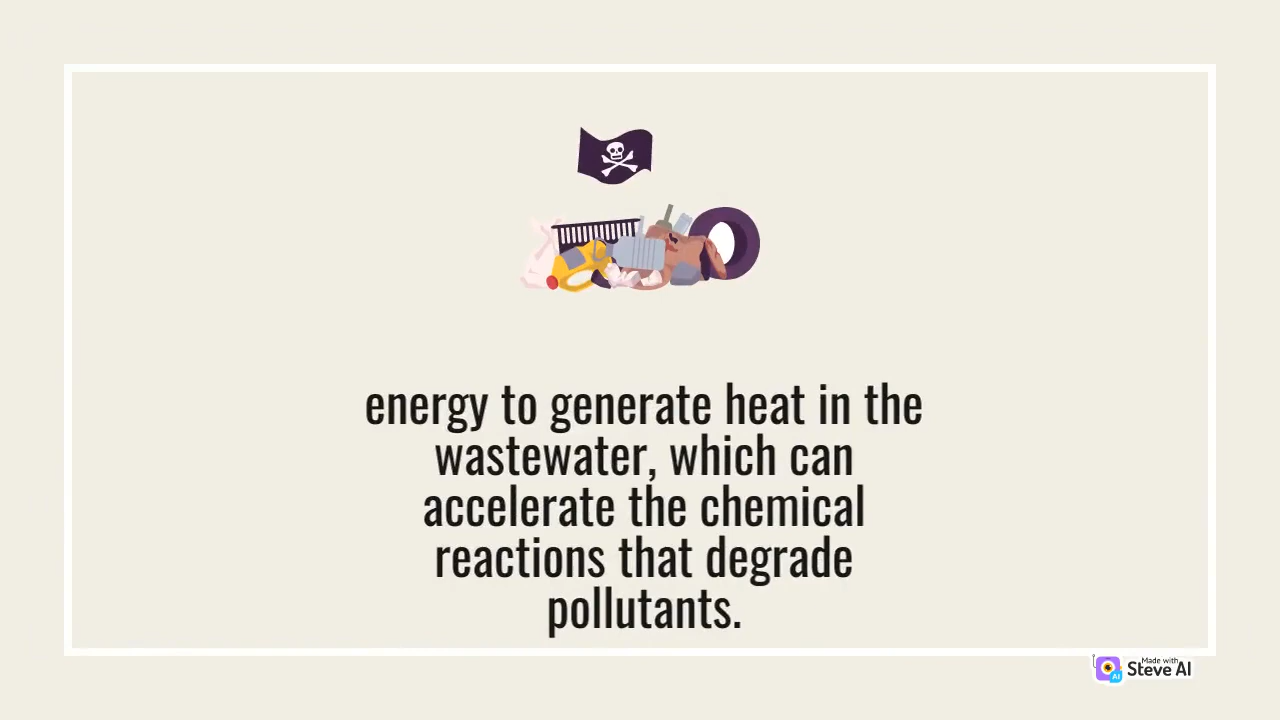 energy to generate heat in the
wastewater, which can
accelerate the chemical
reactions that degrade
pollutants.
Made with
Steve AI
AI